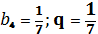 b₄ = 1/7; q = 1/7